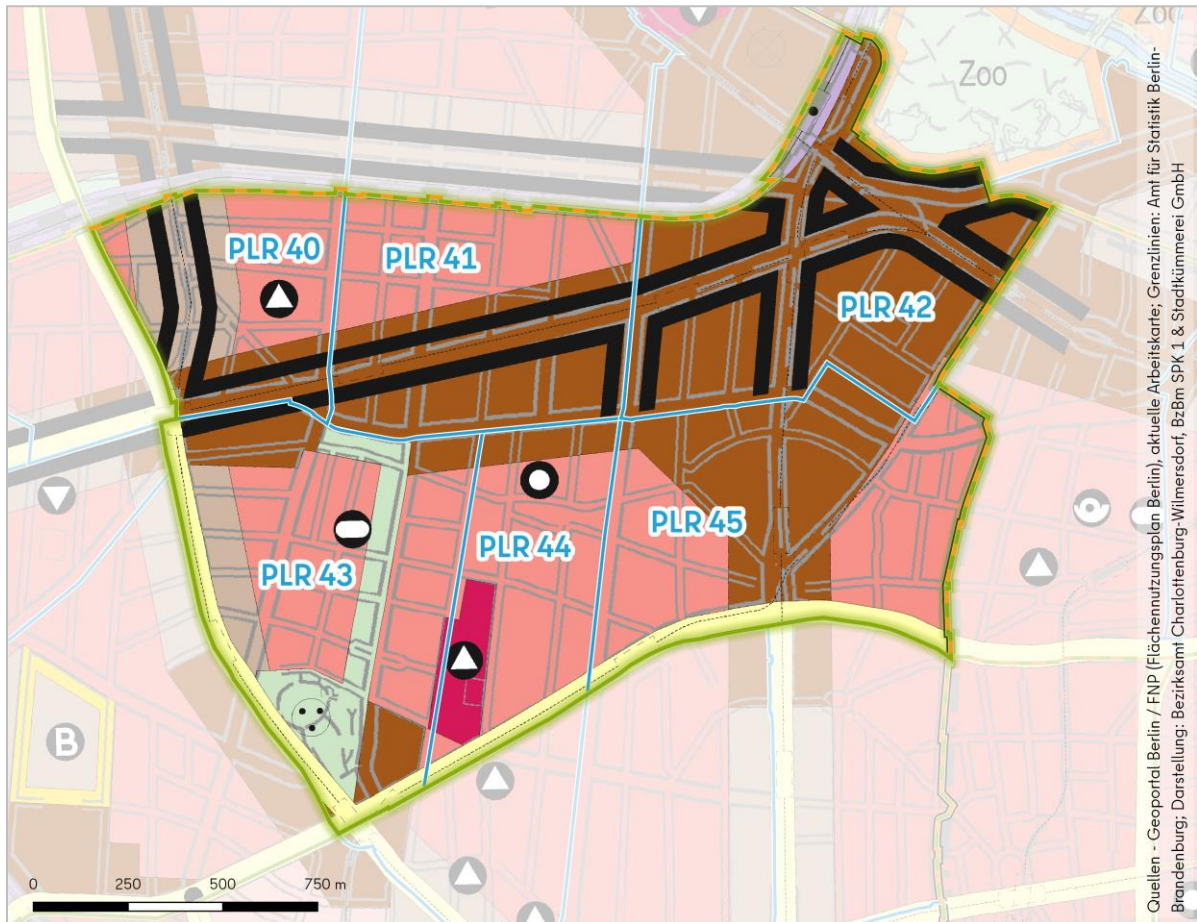 Zoo
Zoo
PLR 40
PLR 41
PLR 42
PLR 43
PLR 44
PLR 45
B
0 250 500 750 m
Quellen - Geoportal Berlin / FNP (Flächennutzungsplan Berlin), aktuelle Arbeitskarte; Grenzlinien: Amt für Statistik Berlin-
Brandenburg; Darstellung: Bezirksamt Charlottenburg-Wilmersdorf, BzBm SPK 1 & Stadtkümmerei GmbH